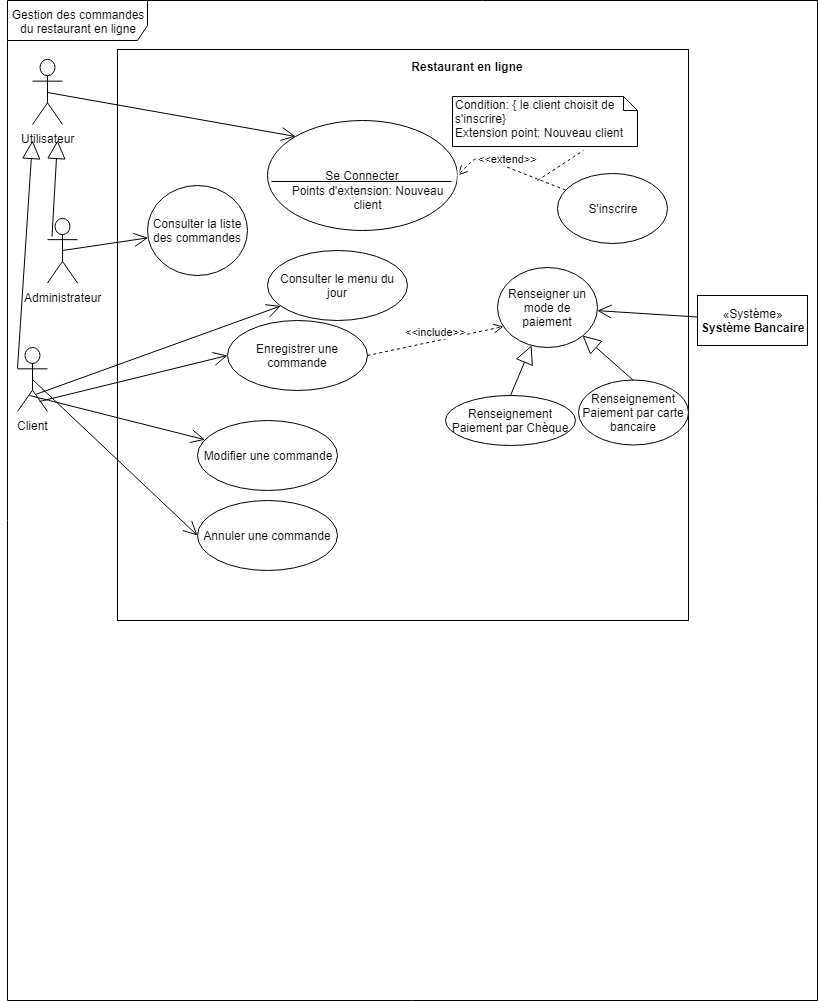 Gestion des commandes
du restaurant en ligne
Restaurant en ligne
Utilisateur
Condition: { le client choisit de
s'inscrire}
Extension point: Nouveau client
<<extend>>
Se Connecter
Points d'extension: Nouveau
client
S'inscrire
Consulter la liste
des commandes
Administrateur
Consulter le menu du
jour
Renseigner un
mode de
paiement
«Système»
Système Bancaire
<<include>>
Enregistrer une
commande
Client
Renseignement
Paiement par Chèque
Renseignement
Paiement par carte
bancaire
Modifier une commande
Annuler une commande